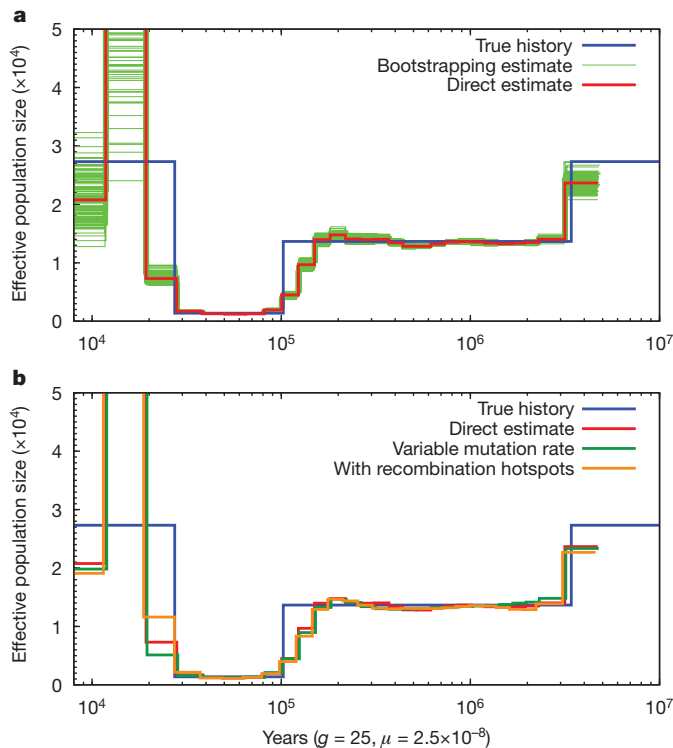 a
5
4
3
2
1
0
Effective population size (×10⁴)
True history
Bootstrapping estimate
Direct estimate
10⁴
10⁵
10⁶
10⁷
b
5
4
3
2
1
0
Effective population size (×10⁴)
True history
Direct estimate
Variable mutation rate
With recombination hotspots
10⁴
10⁵
10⁶
10⁷
Years (g = 25, μ = 2.5×10⁻⁸)